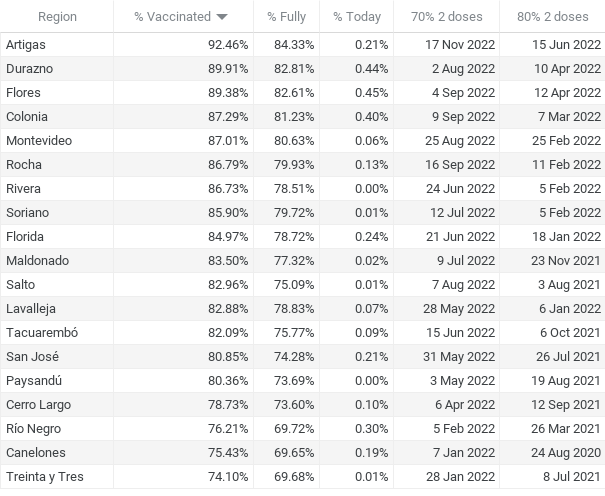 Region % Vaccinated % Fully % Today 70% 2 doses 80% 2 doses
Artigas 92.46% 84.33% 0.21% 17 Nov 2022 15 Jun 2022
Durazno 89.91% 82.81% 0.44% 2 Aug 2022 10 Apr 2022
Flores 89.38% 82.61% 0.45% 4 Sep 2022 12 Apr 2022
Colonia 87.29% 81.23% 0.40% 9 Sep 2022 7 Mar 2022
Montevideo 87.01% 80.63% 0.06% 25 Aug 2022 25 Feb 2022
Rocha 86.79% 79.93% 0.13% 16 Sep 2022 11 Feb 2022
Rivera 86.73% 78.51% 0.00% 24 Jun 2022 5 Feb 2022
Soriano 85.90% 79.72% 0.01% 12 Jul 2022 5 Feb 2022
Florida 84.97% 78.72% 0.24% 21 Jun 2022 18 Jan 2022
Maldonado 83.50% 77.32% 0.02% 9 Jul 2022 23 Nov 2021
Salto 82.96% 75.09% 0.01% 7 Aug 2022 3 Aug 2021
Lavalleja 82.88% 78.83% 0.07% 28 May 2022 6 Jan 2022
Tacuarembó 82.09% 75.77% 0.09% 15 Jun 2022 6 Oct 2021
San José 80.85% 74.28% 0.21% 31 May 2022 26 Jul 2021
Paysandú 80.36% 73.69% 0.00% 3 May 2022 19 Aug 2021
Cerro Largo 78.73% 73.60% 0.10% 6 Apr 2022 12 Sep 2021
Río Negro 76.21% 69.72% 0.30% 5 Feb 2022 26 Mar 2021
Canelones 75.43% 69.65% 0.19% 7 Jan 2022 24 Aug 2020
Treinta y Tres 74.10% 69.68% 0.01% 28 Jan 2022 8 Jul 2021